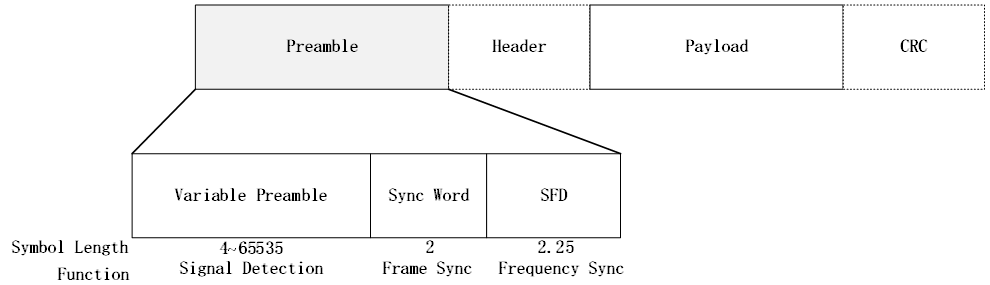 Preamble Header Payload CRC
Variable Preamble Sync Word SFD
Symbol Length 4~65535 2 2.25
Function Signal Detection Frame Sync Frequency Sync